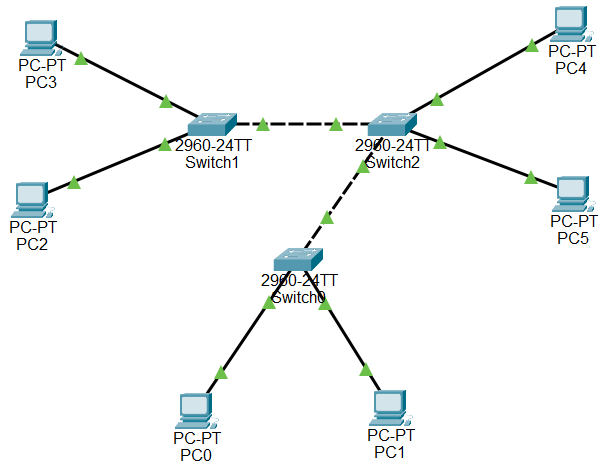 PC-PT
PC3
PC-PT
PC4
2960-24TT
Switch1
2960-24TT
Switch2
PC-PT
PC2
PC-PT
PC5
2960-24TT
Switch0
PC-PT
PC0
PC-PT
PC1